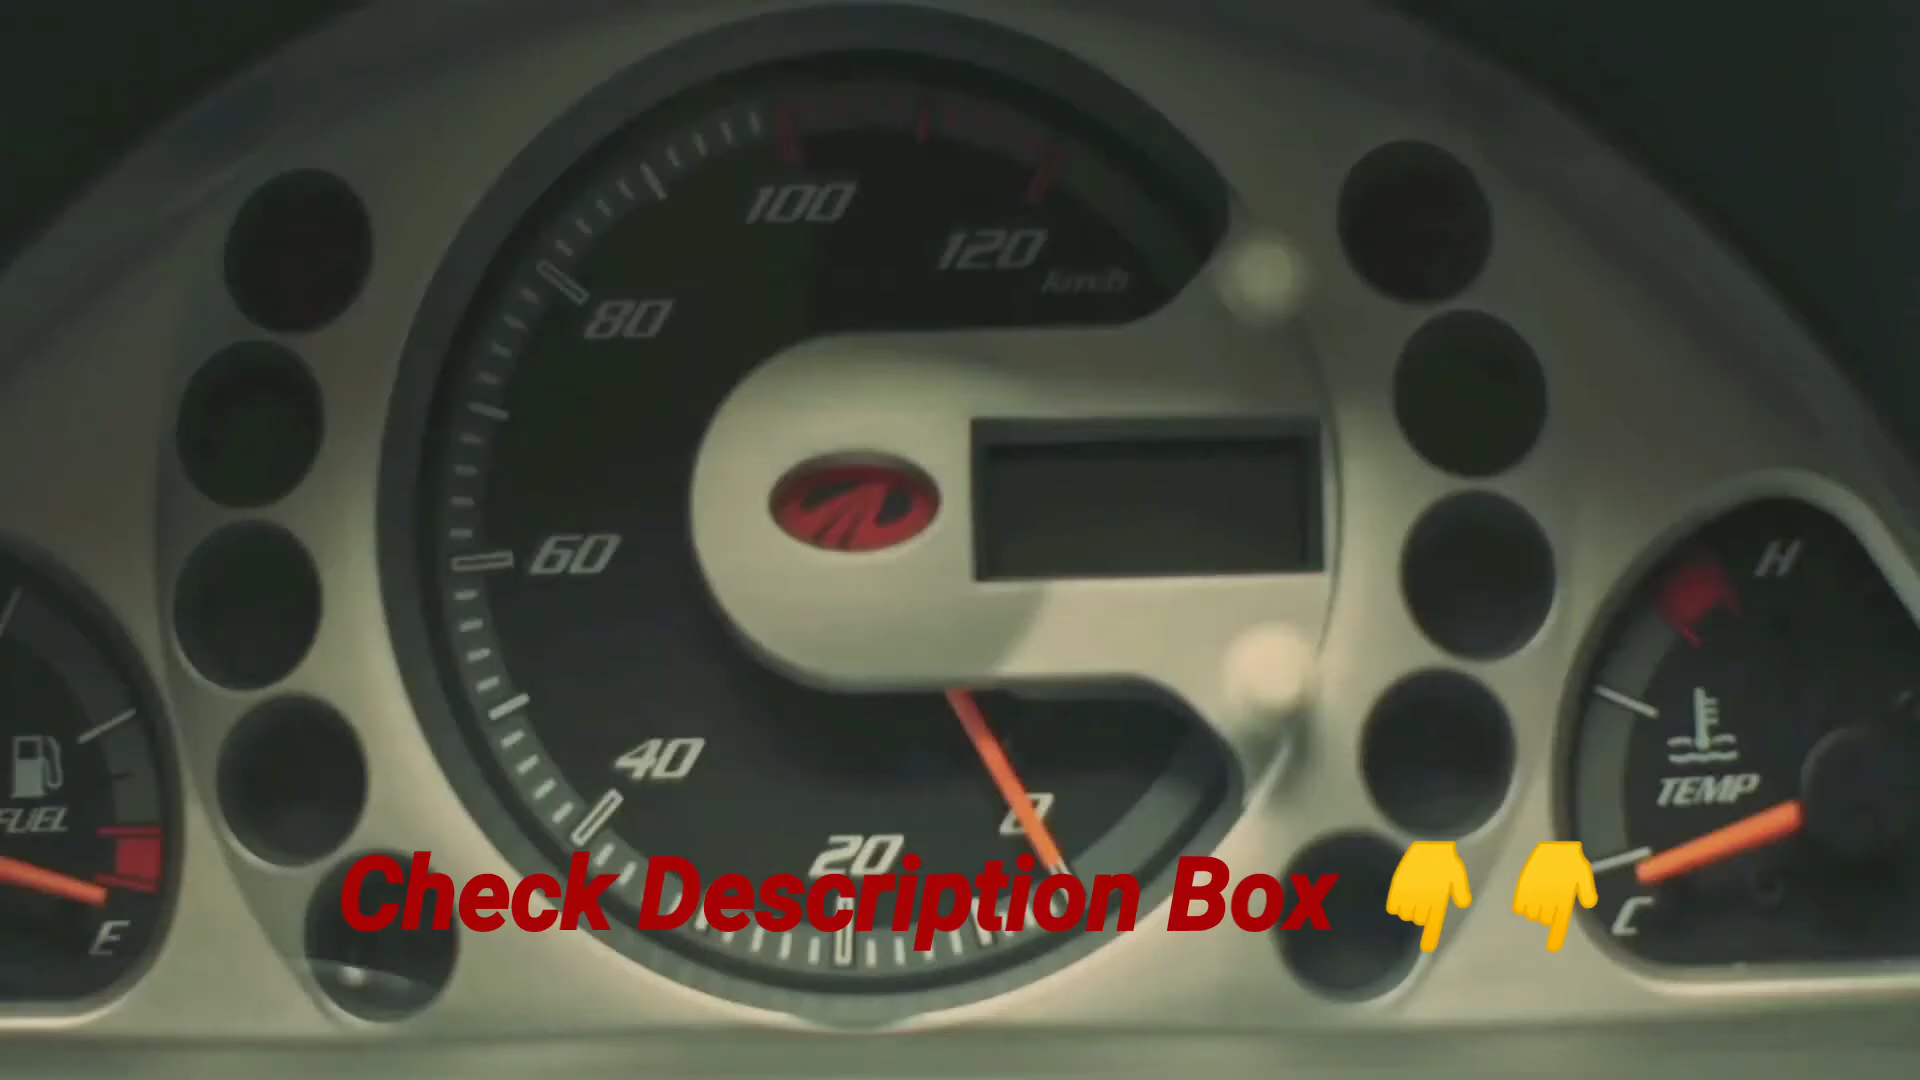 100
120
km/h
80
60
40
20
0
FUEL
E
H
TEMP
C
Check Description Box 👇 👇